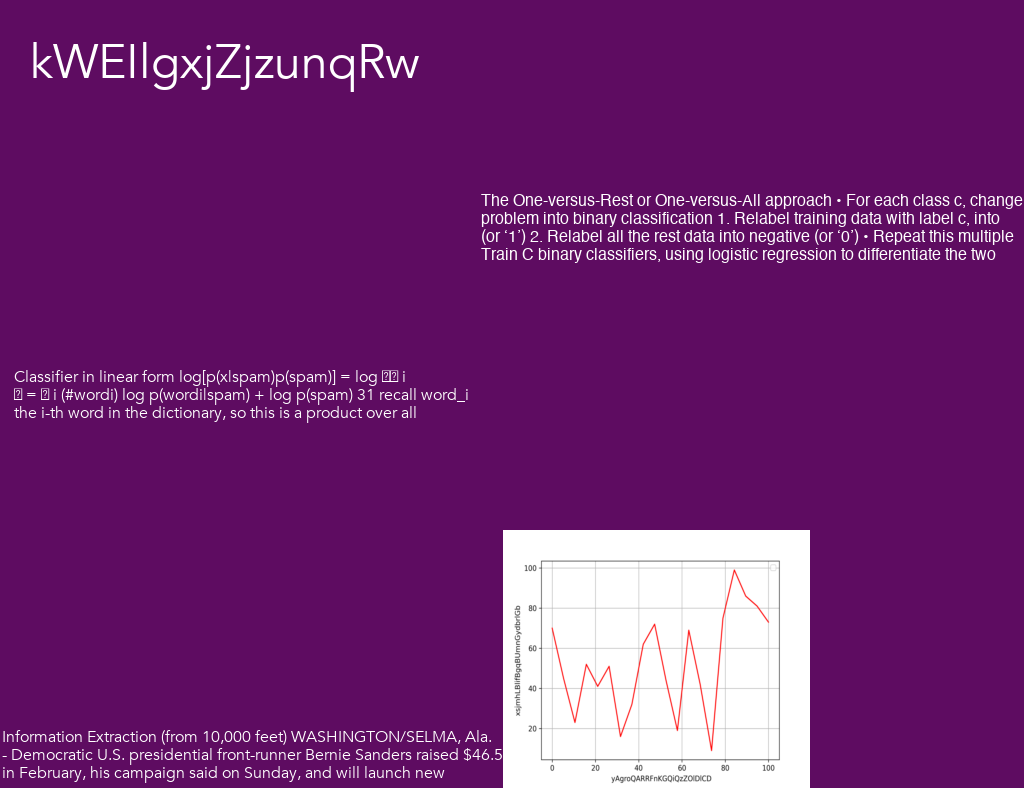 kWEIlgxjZjzunqRw
The One-versus-Rest or One-versus-All approach • For each class c, change
problem into binary classification 1. Relabel training data with label c, into
(or ‘1’) 2. Relabel all the rest data into negative (or ‘0’) • Repeat this multiple
Train C binary classifiers, using logistic regression to differentiate the two
Classifier in linear form log[p(x|spam)p(spam)] = log i
= i (#wordi) log p(wordi|spam) + log p(spam) 31 recall word_i
the i-th word in the dictionary, so this is a product over all
100
80
60
40
20
0 20 40 60 80 100
yAgroQARRFnKGQiQzZOlDlCD
Information Extraction (from 10,000 feet) WASHINGTON/SELMA, Ala.
- Democratic U.S. presidential front-runner Bernie Sanders raised $46.5
in February, his campaign said on Sunday, and will launch new